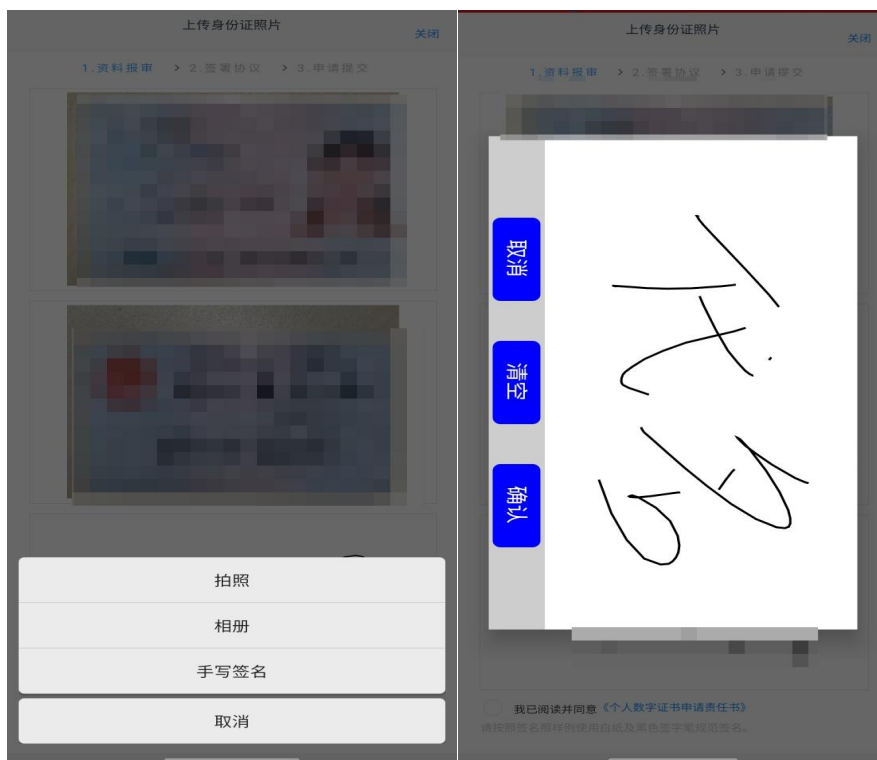 上传身份证照片
关闭
1.资料报审 > 2.签署协议 > 3.申请提交
拍照
相册
手写签名
取消
上传身份证照片
关闭
1.资料报审 > 2.签署协议 > 3.申请提交
取消
清空
确认
我已阅读并同意《个人数字证书申请责任书》
请按照签名照样例使用白纸及黑色签字笔规范签名。